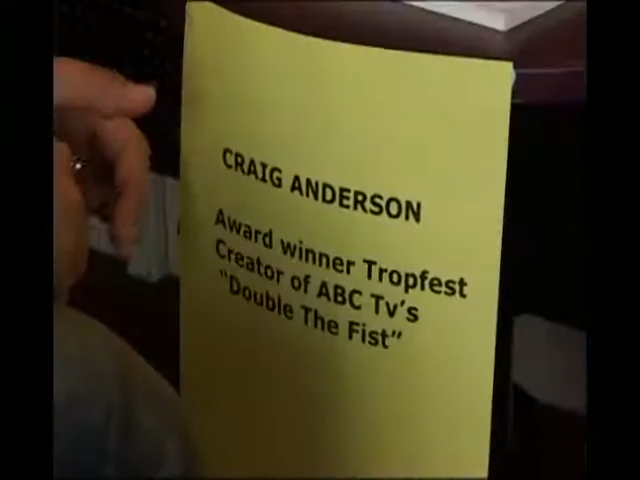 CRAIG ANDERSON
Award winner Tropfest
Creator of ABC Tv's
"Double The Fist"